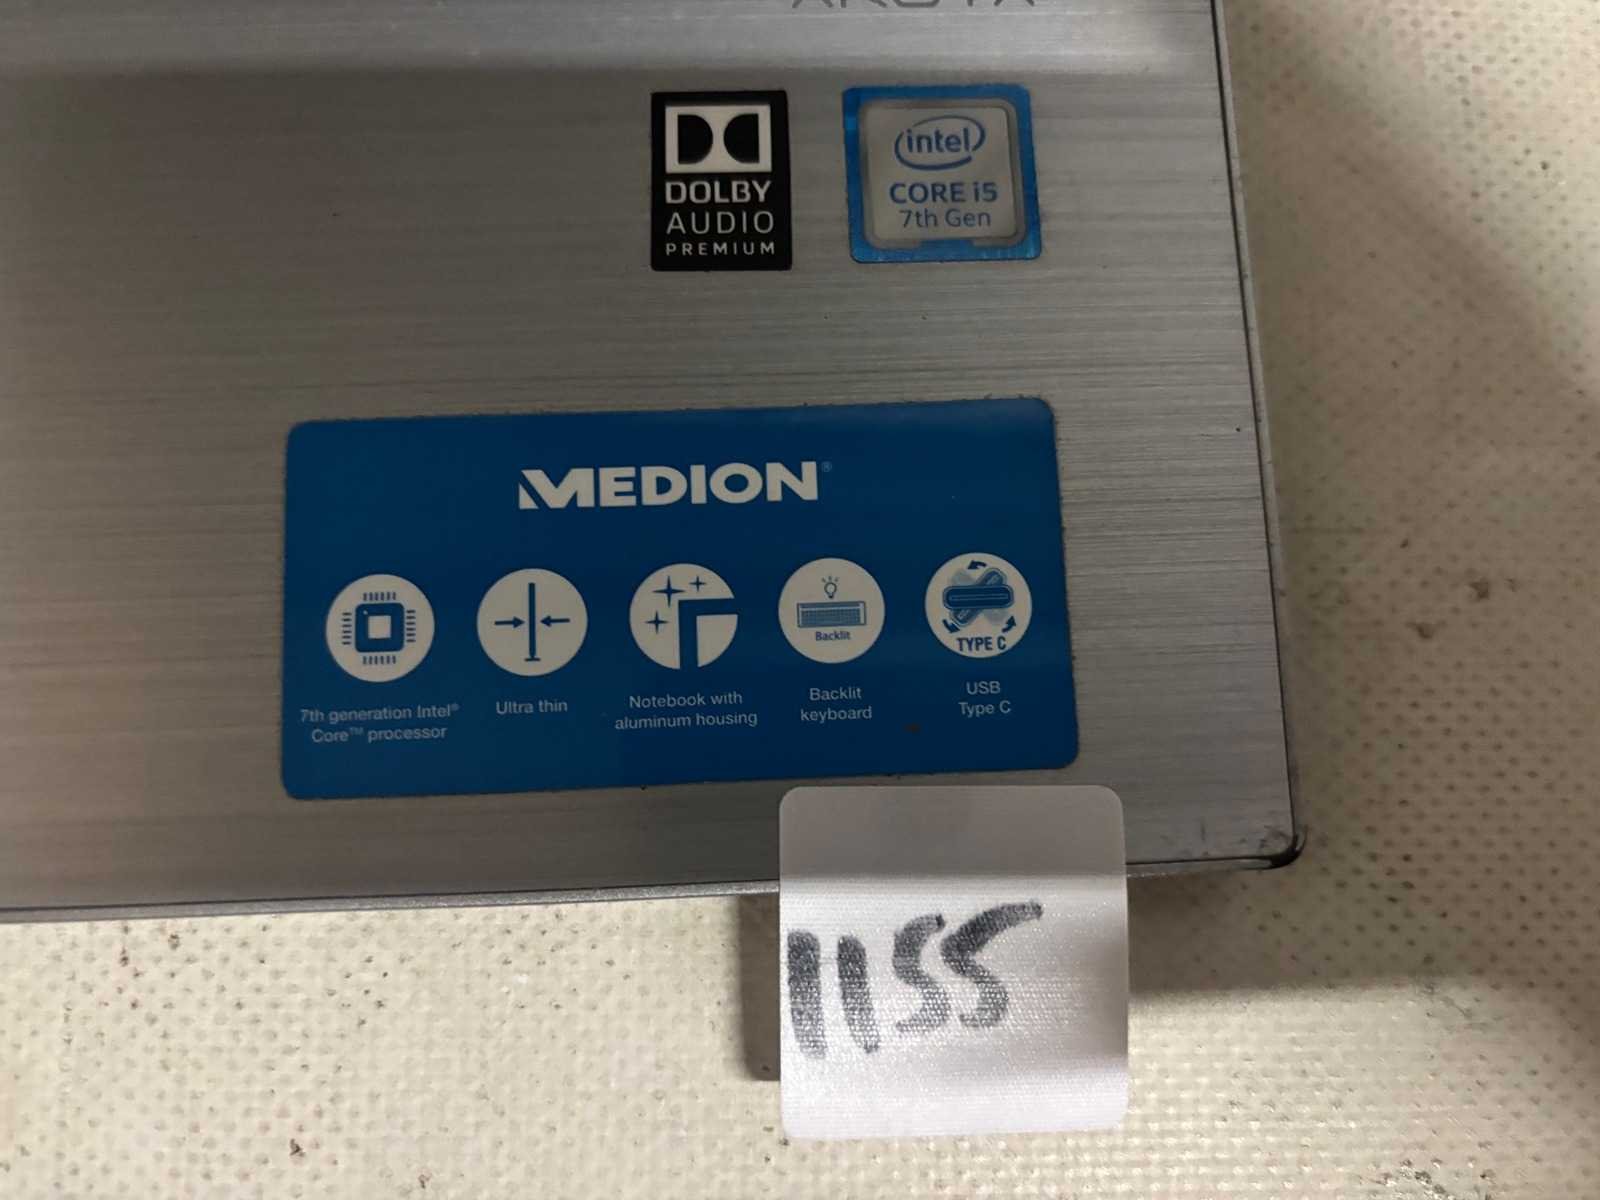 DOLBY
AUDIO
PREMIUM
intel
CORE i5
7th Gen
MEDION®
Backlit
TYPE C
7th generation Intel®
Core™ processor
Ultra thin
Notebook with
aluminum housing
Backlit
keyboard
USB
Type C
1155